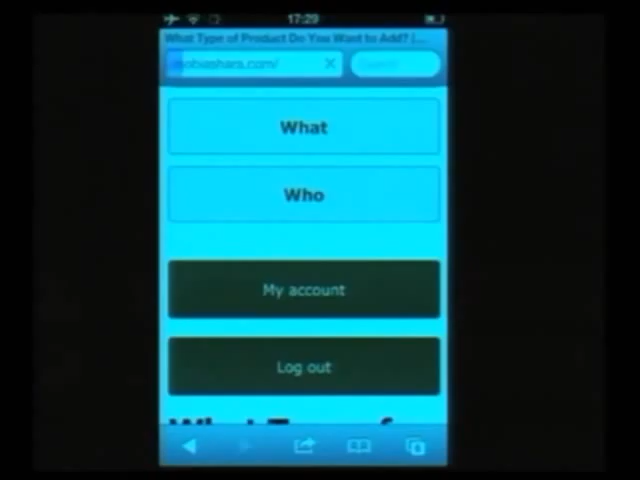 17:29
What Type of Product Do You Want to Add? |...
What
Who
My account
Log out